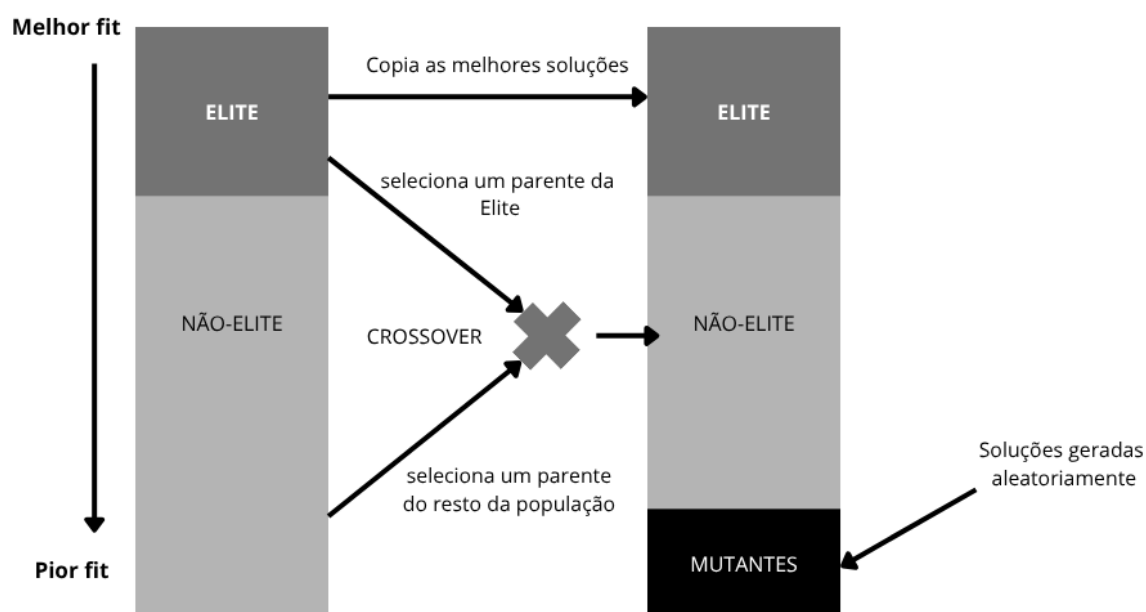 Melhor fit
Copia as melhores soluções
ELITE
ELITE
seleciona um parente da
Elite
NÃO-ELITE
CROSSOVER
NÃO-ELITE
seleciona um parente
do resto da população
Soluções geradas
aleatoriamente
Pior fit
MUTANTES